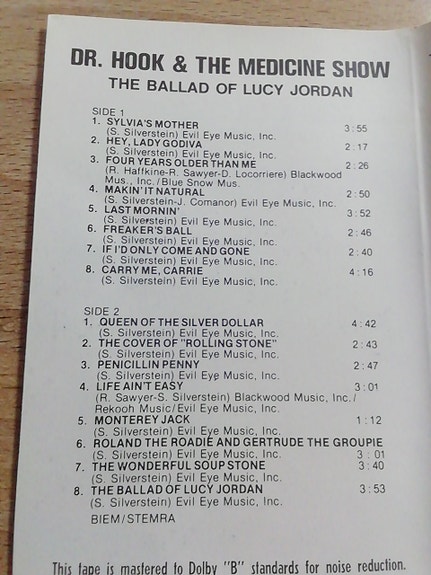 DR. HOOK & THE MEDICINE SHOW
THE BALLAD OF LUCY JORDAN
SIDE 1
1. SYLVIA'S MOTHER
(S. Silverstein) Evil Eye Music, Inc. 3:55
2. HEY, LADY GODIVA
(S. Silverstein) Evil Eye Music, Inc. 2:17
3. FOUR YEARS OLDER THAN ME 2:26
(R. Haffkine-R. Sawyer-D. Locorriere) Blackwood
Mus., Inc./Blue Snow Mus.
4. MAKIN' IT NATURAL 2:50
(S. Silverstein-J. Comanor) Evil Eye Music, Inc.
5. LAST MORNIN' 3:52
(S. Silverstein) Evil Eye Music, Inc.
6. FREAKER'S BALL 2:46
(S. Silverstein) Evil Eye Music, Inc.
7. IF I'D ONLY COME AND GONE 2:40
(S. Silverstein) Evil Eye Music, Inc.
8. CARRY ME, CARRIE 4:16
(S. Silverstein) Evil Eye Music, Inc.
SIDE 2
1. QUEEN OF THE SILVER DOLLAR 4:42
(S. Silverstein) Evil Eye Music, Inc.
2. THE COVER OF "ROLLING STONE" 2:43
(S. Silverstein) Evil Eye Music, Inc.
3. PENICILLIN PENNY 2:47
(S. Silverstein) Evil Eye Music, Inc.
4. LIFE AIN'T EASY 3:01
(R. Sawyer-S. Silverstein) Blackwood Music, Inc./
Rekooh Music/Evil Eye Music, Inc.
5. MONTEREY JACK 1:12
(S. Silverstein) Evil Eye Music, Inc.
6. ROLAND THE ROADIE AND GERTRUDE THE GROUPIE
(S. Silverstein) Evil Eye Music, Inc. 3:01
7. THE WONDERFUL SOUP STONE 3:40
(S. Silverstein) Evil Eye Music, Inc.
8. THE BALLAD OF LUCY JORDAN 3:53
(S. Silverstein) Evil Eye Music, Inc.
BIEM/STEMRA
This tape is mastered to Dolby "B" standards for noise reduction.